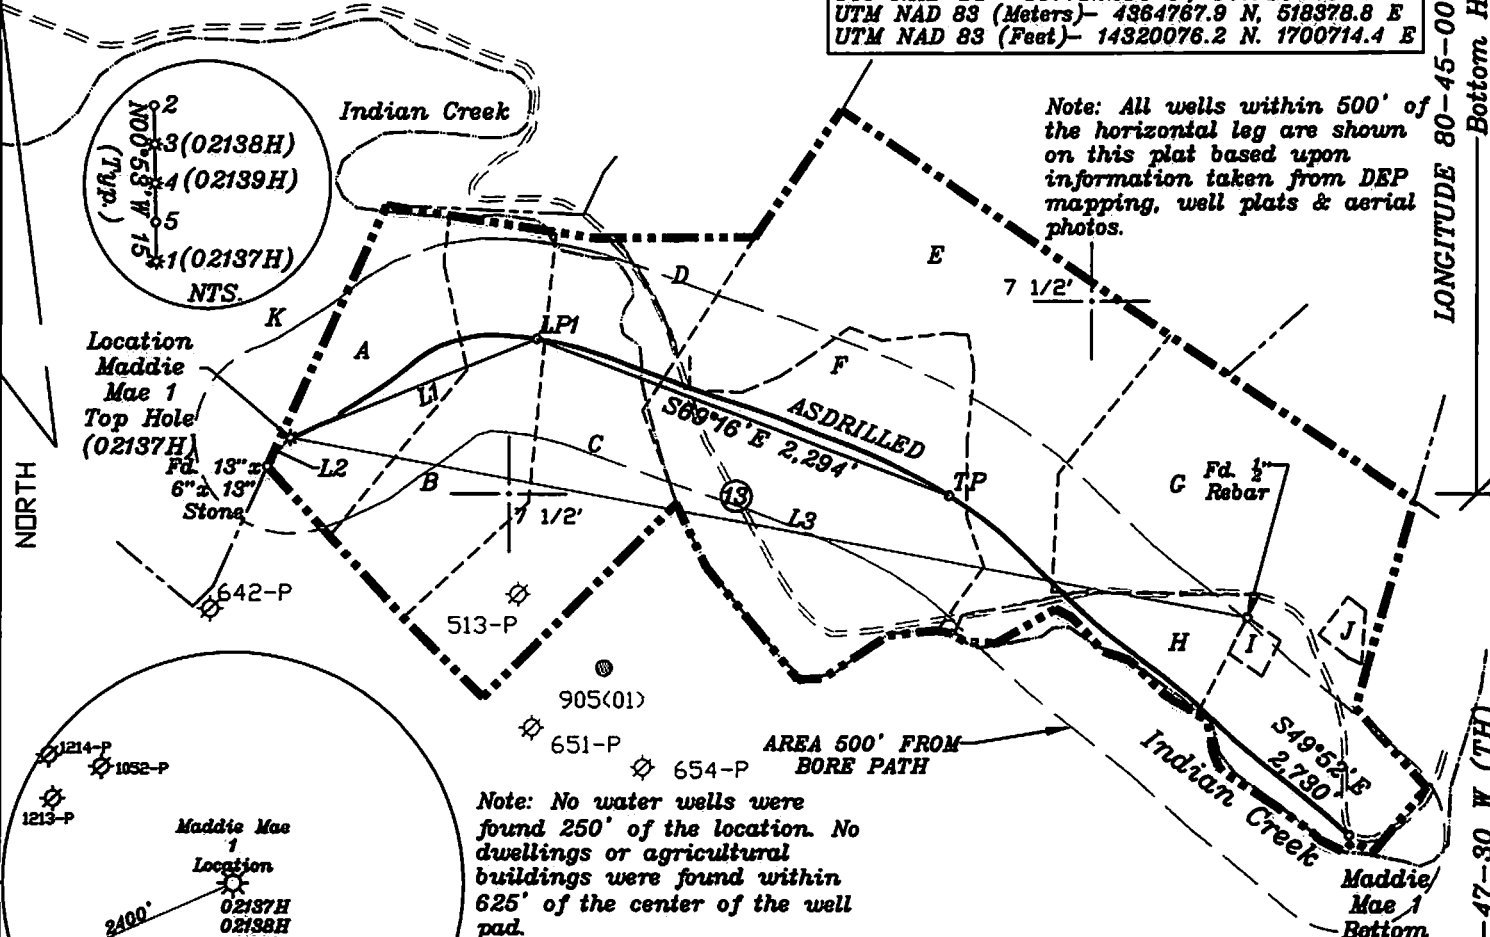 UTM NAD 83 (Meters)- 4364767.9 N, 518378.8 E
UTM NAD 83 (Feet)- 14320076.2 N. 1700714.4 E
LONGITUDE 80-45-00
Bottom H
Indian Creek
2
3(02138H)
4 (02139H)
5
1(02137H)
N00°53'W 15'
(Typ.)
NTS.
Note: All wells within 500' of
the horizontal leg are shown
on this plat based upon
information taken from DEP
mapping, well plats & aerial
photos.
7 1/2'
E
D
K
A
LP1
F
Location
Maddie
Mae 1
Top Hole
(02137H)
L1
S69°16'E 2,294'
ASDRILLED
C
B
L2
Fd. 13" x
6" x 13"
Stone
NORTH
7 1/2'
13
L3
TP
G
Fd. 1/2"
Rebar
642-P
513-P
H
I
J
905(01)
651-P
654-P
AREA 500' FROM
BORE PATH
Indian Creek
S49°52'E
2,730'
1214-P
1052-P
1213-P
Maddie Mae
1
Location
02137H
02138H
2400'
Note: No water wells were
found 250' of the location. No
dwellings or agricultural
buildings were found within
625' of the center of the well
pad.
Maddie
Mae 1
Bottom
-47-30 W (TH)